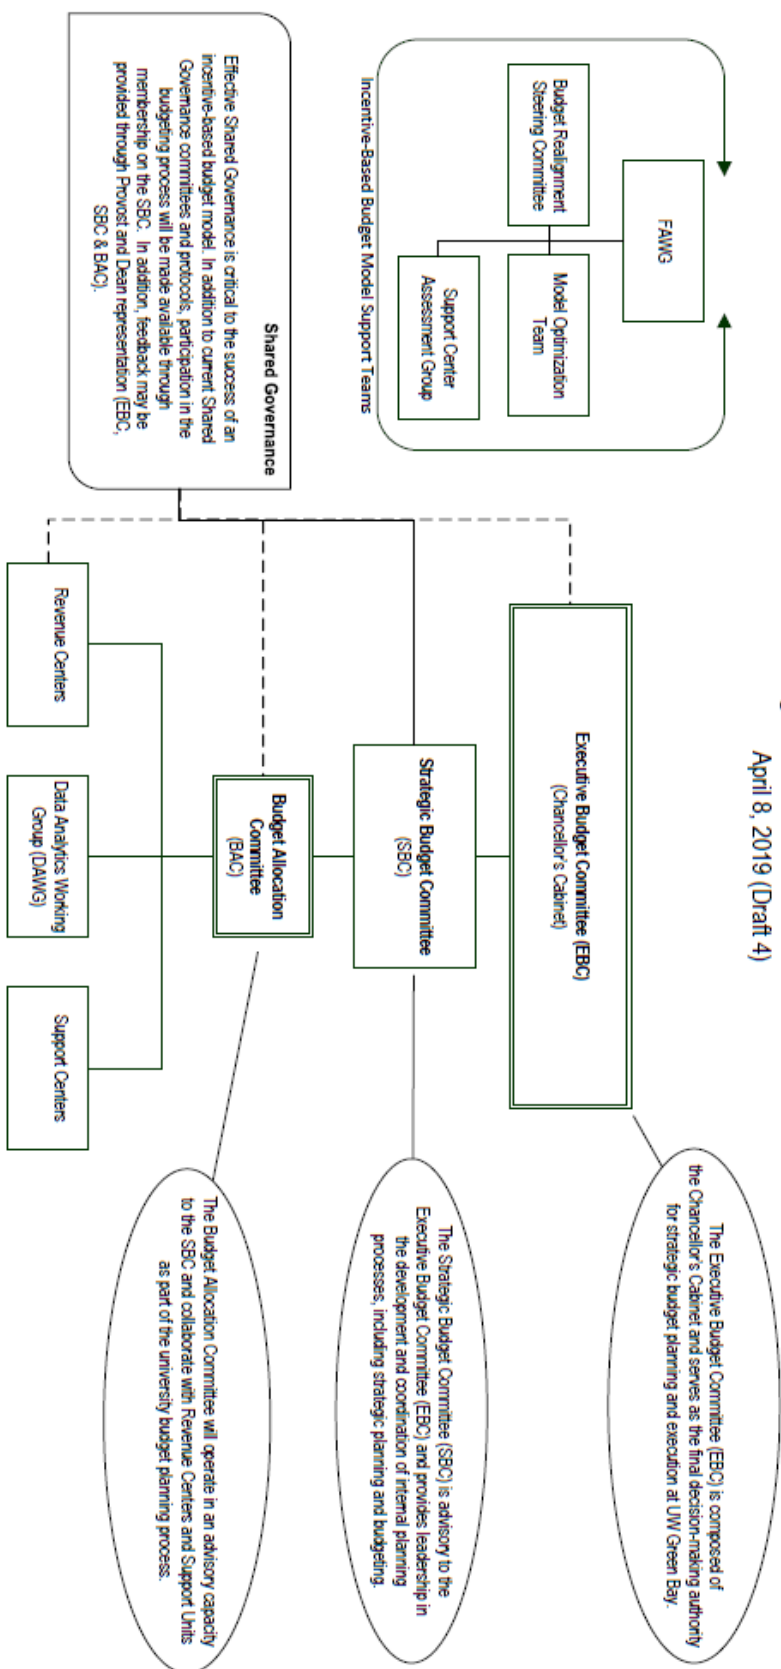 April 8, 2019 (Draft 4)
FAWG
Budget Realignment
Steering Committee
Model Optimization
Team
Support Center
Assessment Group
Incentive-Based Budget Model Support Teams
Executive Budget Committee (EBC)
(Chancellor's Cabinet)
The Executive Budget Committee (EBC) is composed of
the Chancellor's Cabinet and serves as the final decision-making authority
for strategic budget planning and execution at UW Green Bay.
Strategic Budget Committee
(SBC)
The Strategic Budget Committee (SBC) is advisory to the
Executive Budget Committee (EBC) and provides leadership in
the development and coordination of internal planning
processes, including strategic planning and budgeting.
Shared Governance
Effective Shared Governance is critical to the success of an
incentive-based budget model. In addition to current Shared
Governance committees and protocols, participation in the
budgeting process will be made available through
membership on the SBC. In addition, feedback may be
provided through Provost and Dean representation (EBC,
SBC & BAC).
Budget Allocation
Committee
(BAC)
The Budget Allocation Committee will operate in an advisory capacity
to the SBC and collaborate with Revenue Centers and Support Units
as part of the university budget planning process.
Revenue Centers
Data Analytics Working
Group (DAWG)
Support Centers